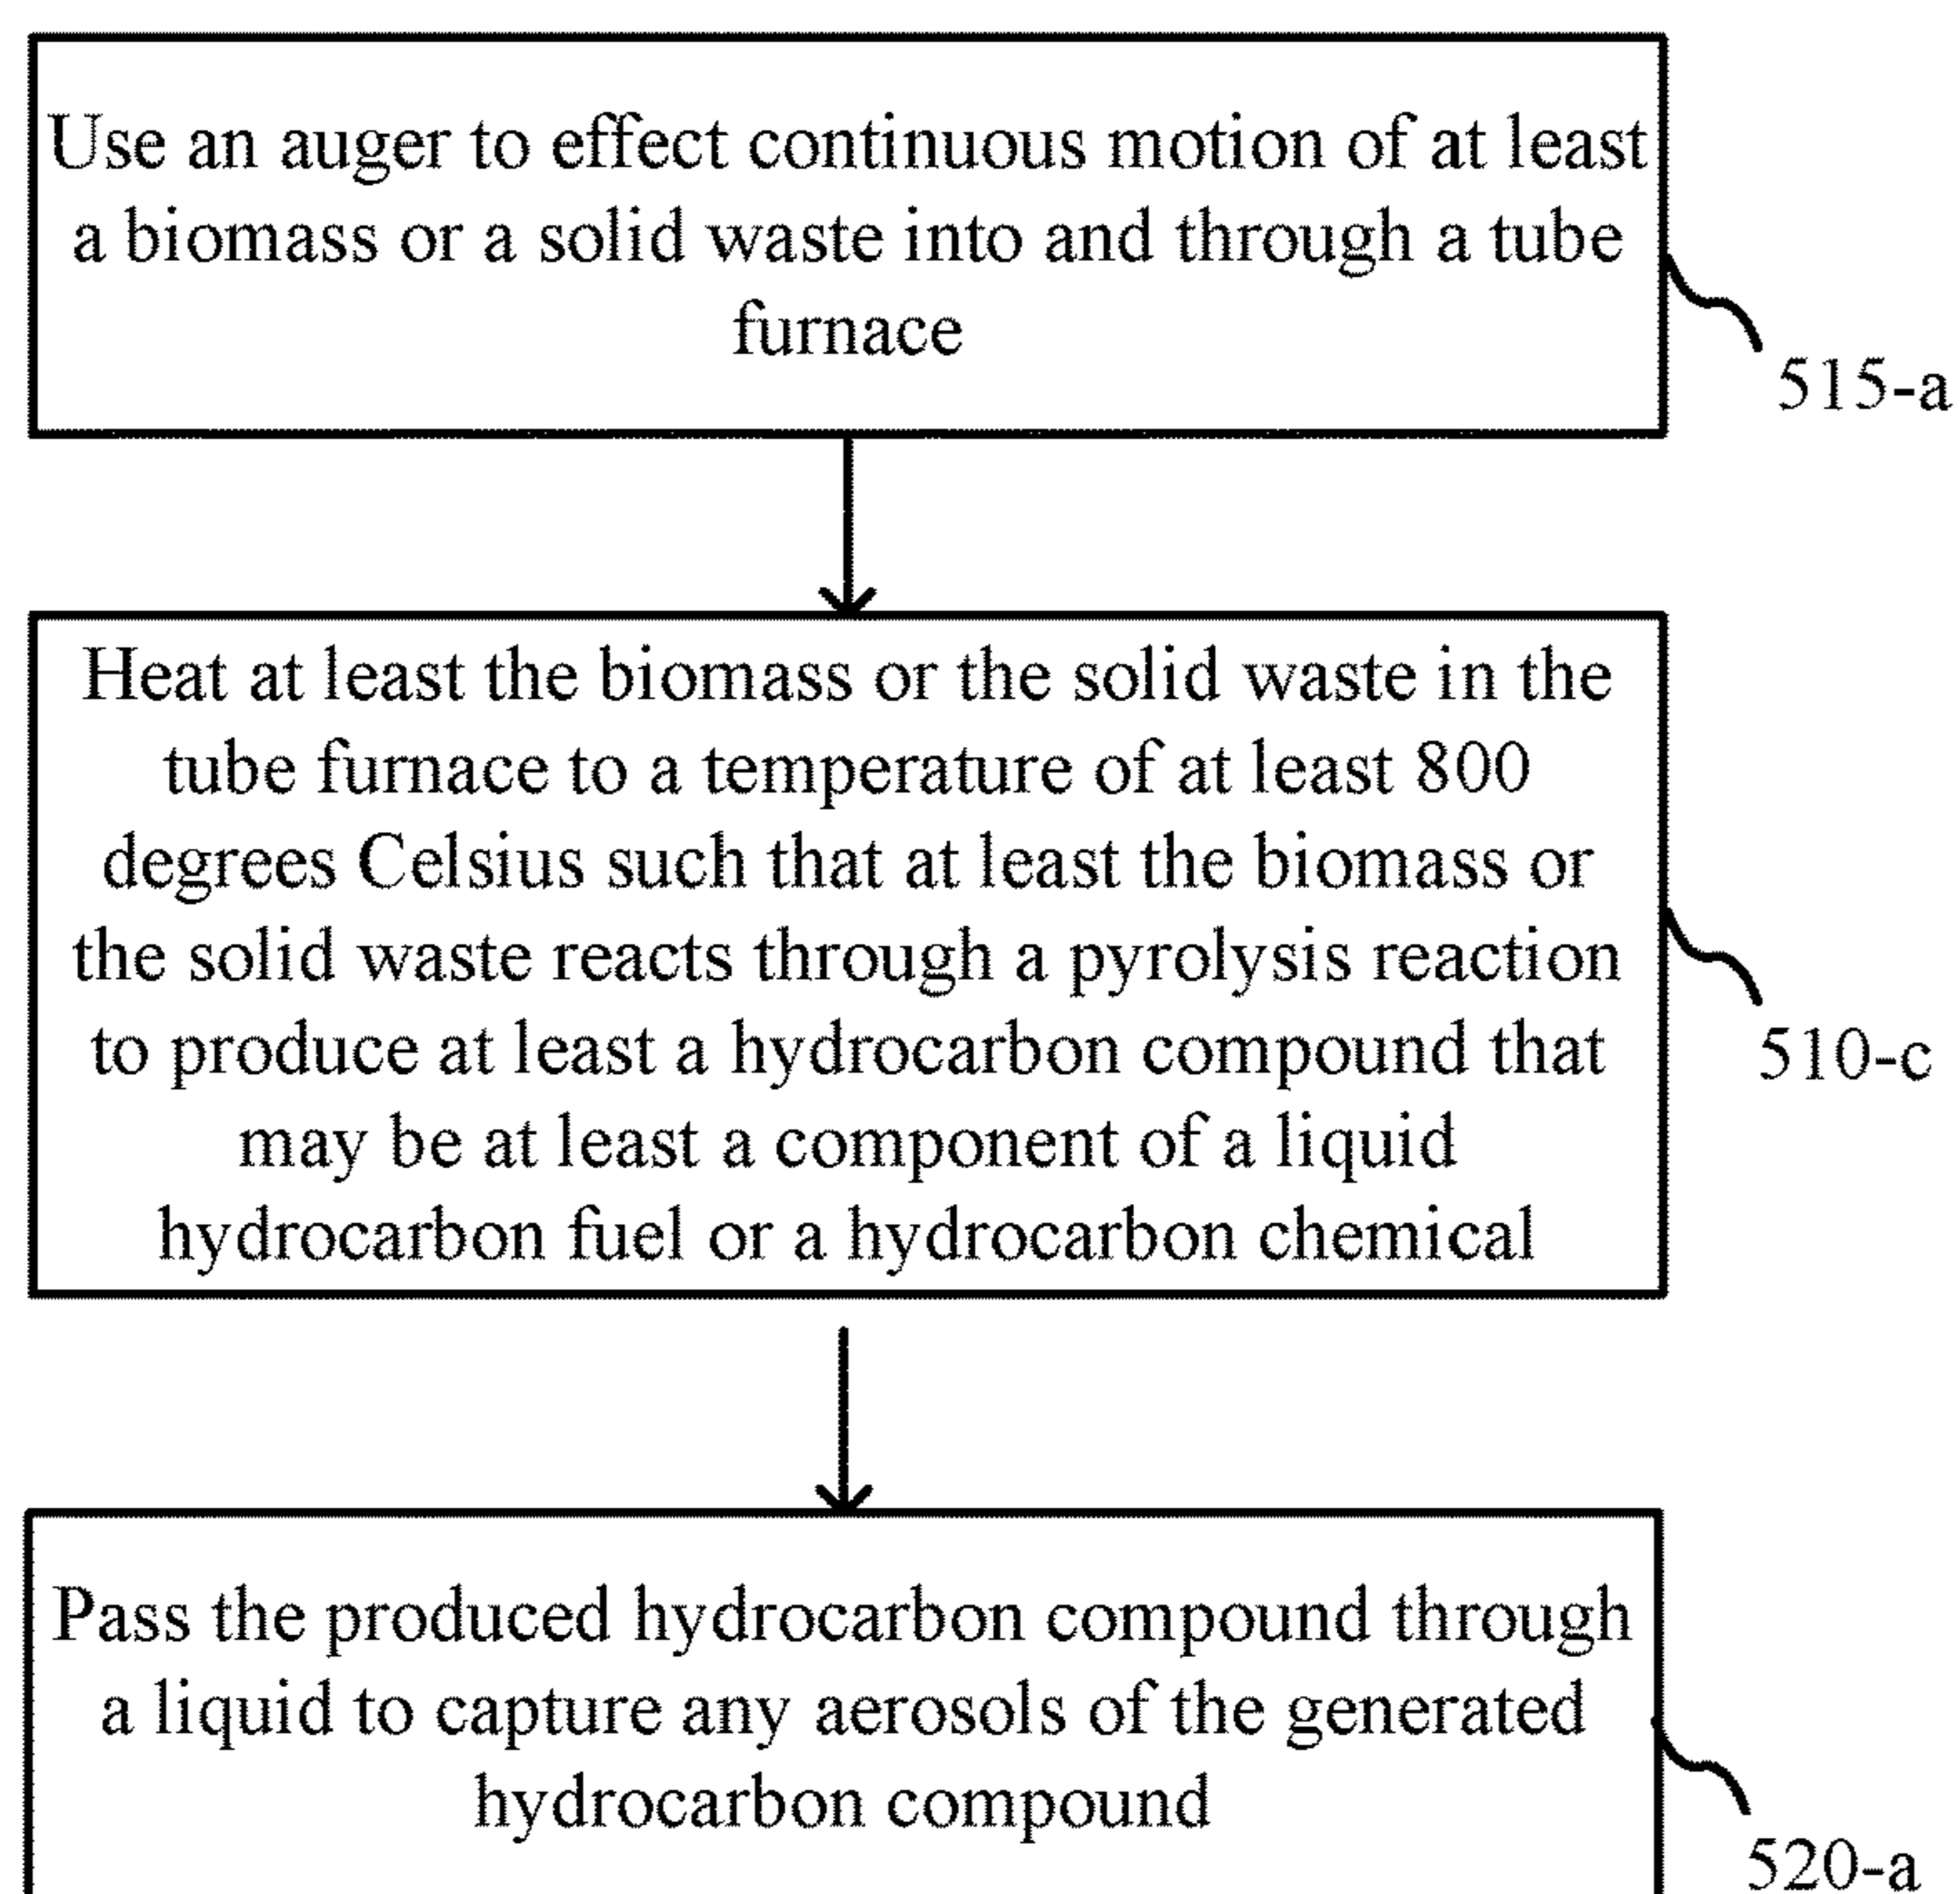 Use an auger to effect continuous motion of at least
a biomass or a solid waste into and through a tube
furnace
515-a
Heat at least the biomass or the solid waste in the
tube furnace to a temperature of at least 800
degrees Celsius such that at least the biomass or
the solid waste reacts through a pyrolysis reaction
to produce at least a hydrocarbon compound that
may be at least a component of a liquid
hydrocarbon fuel or a hydrocarbon chemical
510-c
Pass the produced hydrocarbon compound through
a liquid to capture any aerosols of the generated
hydrocarbon compound
520-a